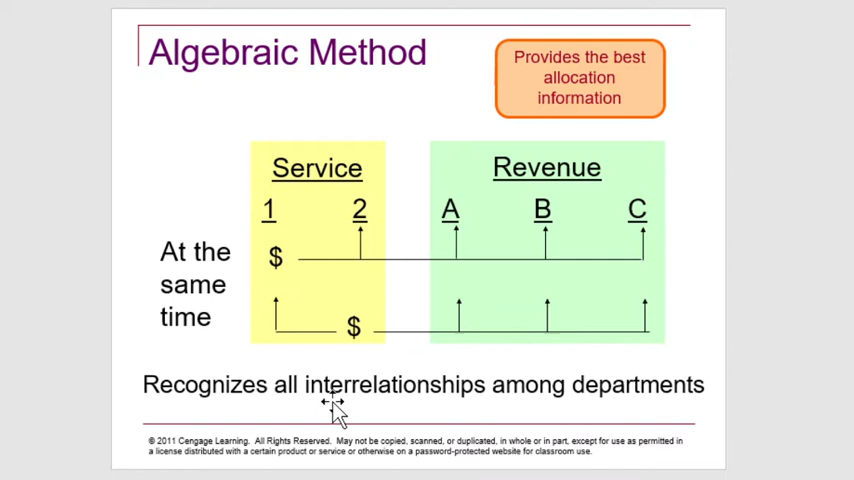 Algebraic Method
Provides the best
allocation
information
Service
Revenue
1 2 A B C
At the
same
time
$
$
Recognizes all interrelationships among departments
© 2011 Cengage Learning. All Rights Reserved. May not be copied, scanned, or duplicated, in whole or in part, except for use as permitted in
a license distributed with a certain product or service or otherwise on a password-protected website for classroom use.